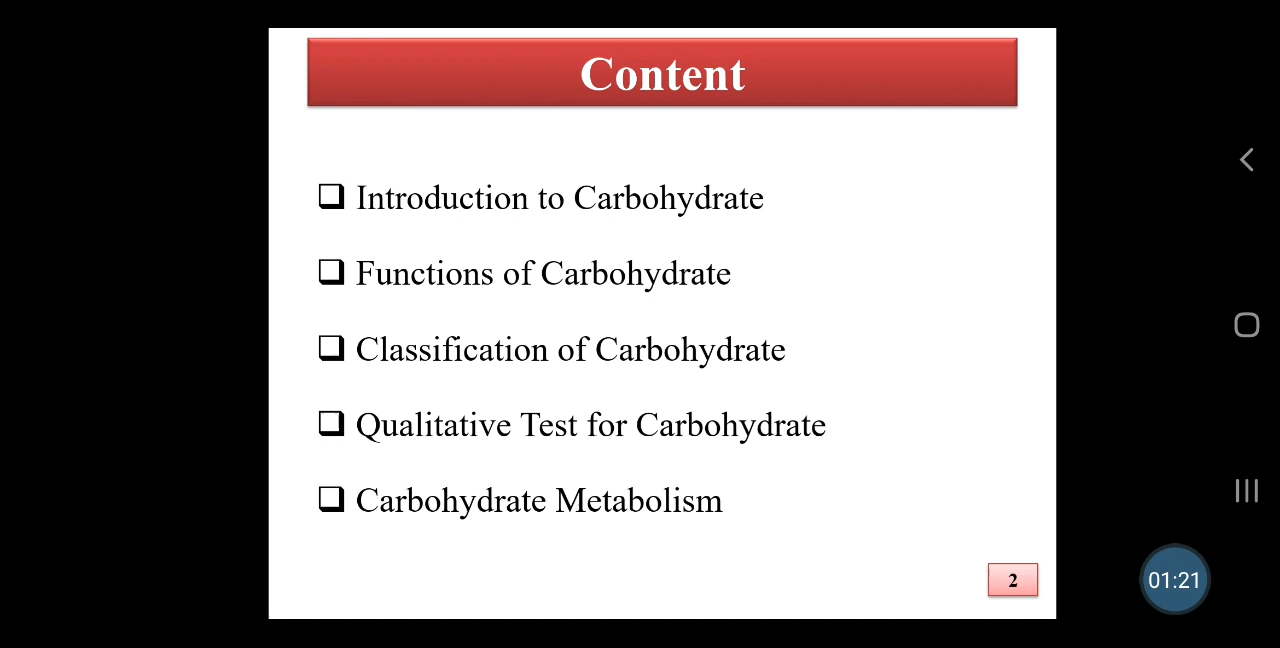 Content
Introduction to Carbohydrate
Functions of Carbohydrate
Classification of Carbohydrate
Qualitative Test for Carbohydrate
Carbohydrate Metabolism
2
01:21